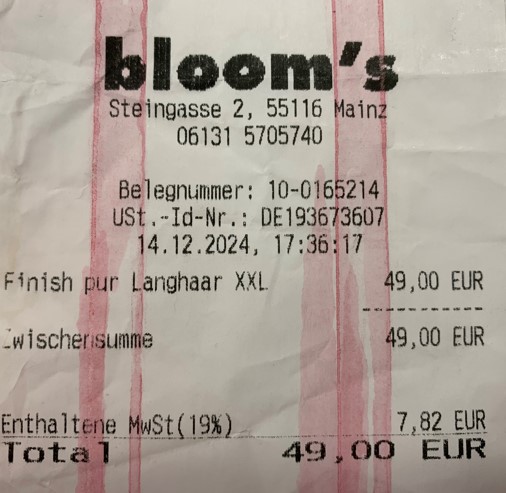 bloom's
Steingasse 2, 55116 Mainz
06131 5705740
Belegnummer: 10-0165214
USt.-Id-Nr.: DE193673607
14.12.2024, 17:36:17
Finish pur Langhaar XXL 49,00 EUR
----------
Zwischensumme 49,00 EUR
Enthaltene MwSt(19%) 7,82 EUR
Total 49,00 EUR